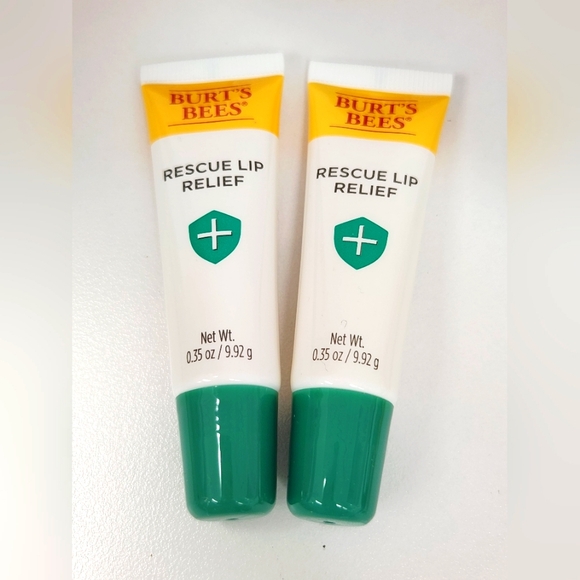 BURT'S
BEES®
RESCUE LIP
RELIEF
Net Wt.
0.35 oz / 9.92 g
BURT'S
BEES®
RESCUE LIP
RELIEF
Net Wt.
0.35 oz / 9.92 g